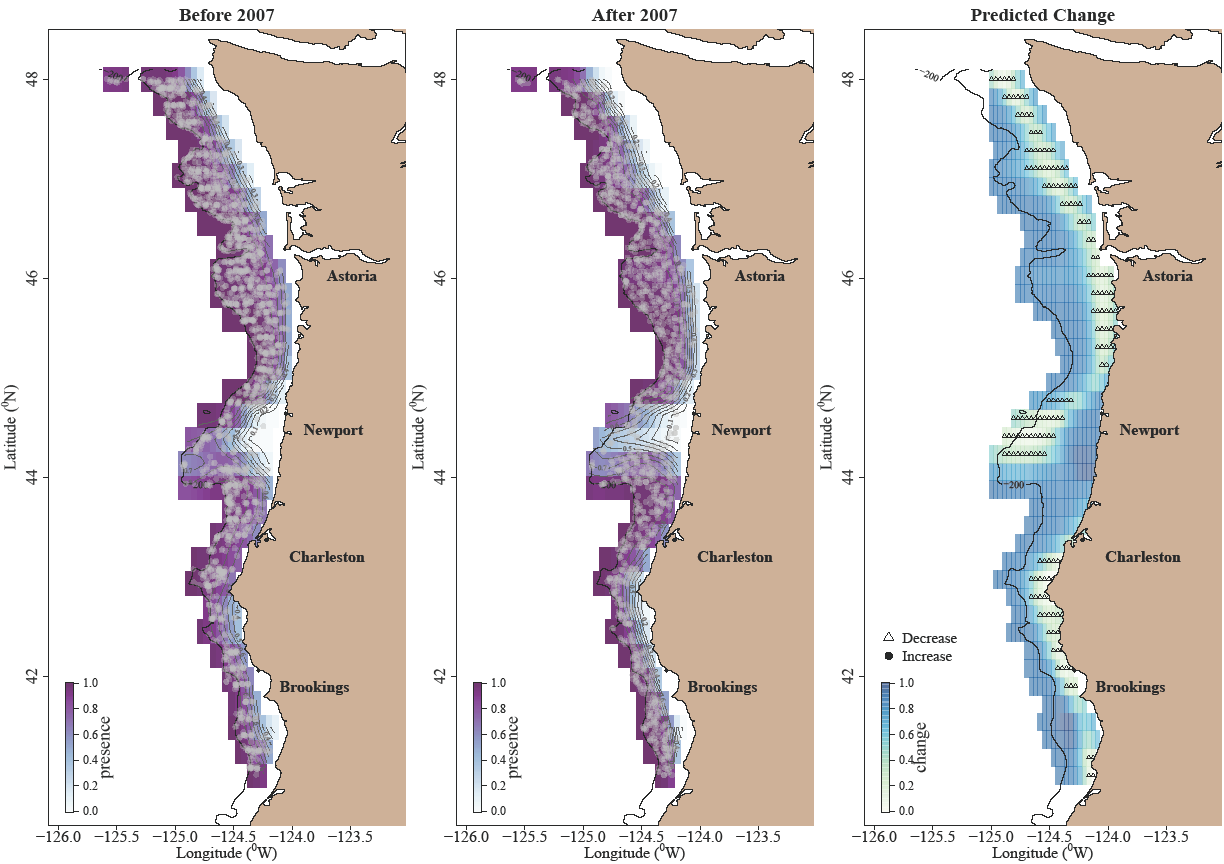 Before 2007
After 2007
Predicted Change
48
46
44
42
Latitude (⁰N)
−200
Astoria
Newport
Charleston
Brookings
1.0
0.8
0.6
0.4
0.2
0.0
presence
−126.0
−125.5
−125.0
−124.5
−124.0
−123.5
Longitude (⁰W)
48
46
44
42
Latitude (⁰N)
−200
Astoria
Newport
Charleston
Brookings
1.0
0.8
0.6
0.4
0.2
0.0
presence
−126.0
−125.5
−125.0
−124.5
−124.0
−123.5
Longitude (⁰W)
48
46
44
42
Latitude (⁰N)
−200
Astoria
Newport
−200
Charleston
Decrease
Increase
Brookings
1.0
0.8
0.6
0.4
0.2
0.0
change
−126.0
−125.5
−125.0
−124.5
−124.0
−123.5
Longitude (⁰W)